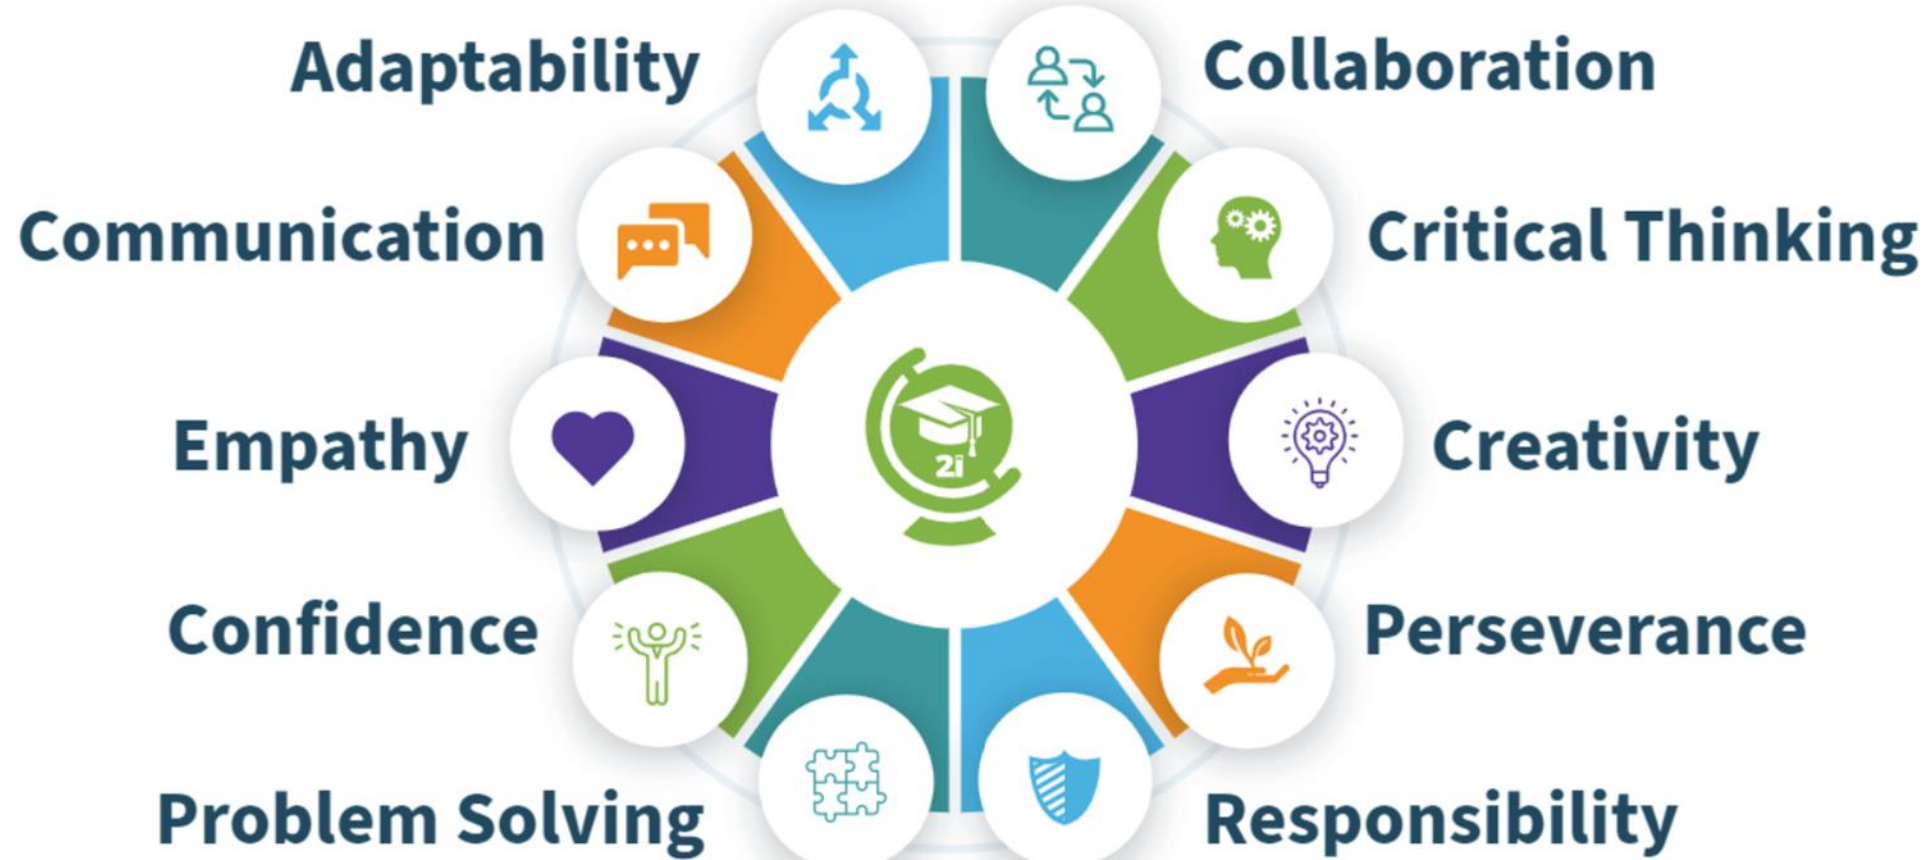 Adaptability
Collaboration
Communication
Critical Thinking
2i
Empathy
Creativity
Confidence
Perseverance
Problem Solving
Responsibility